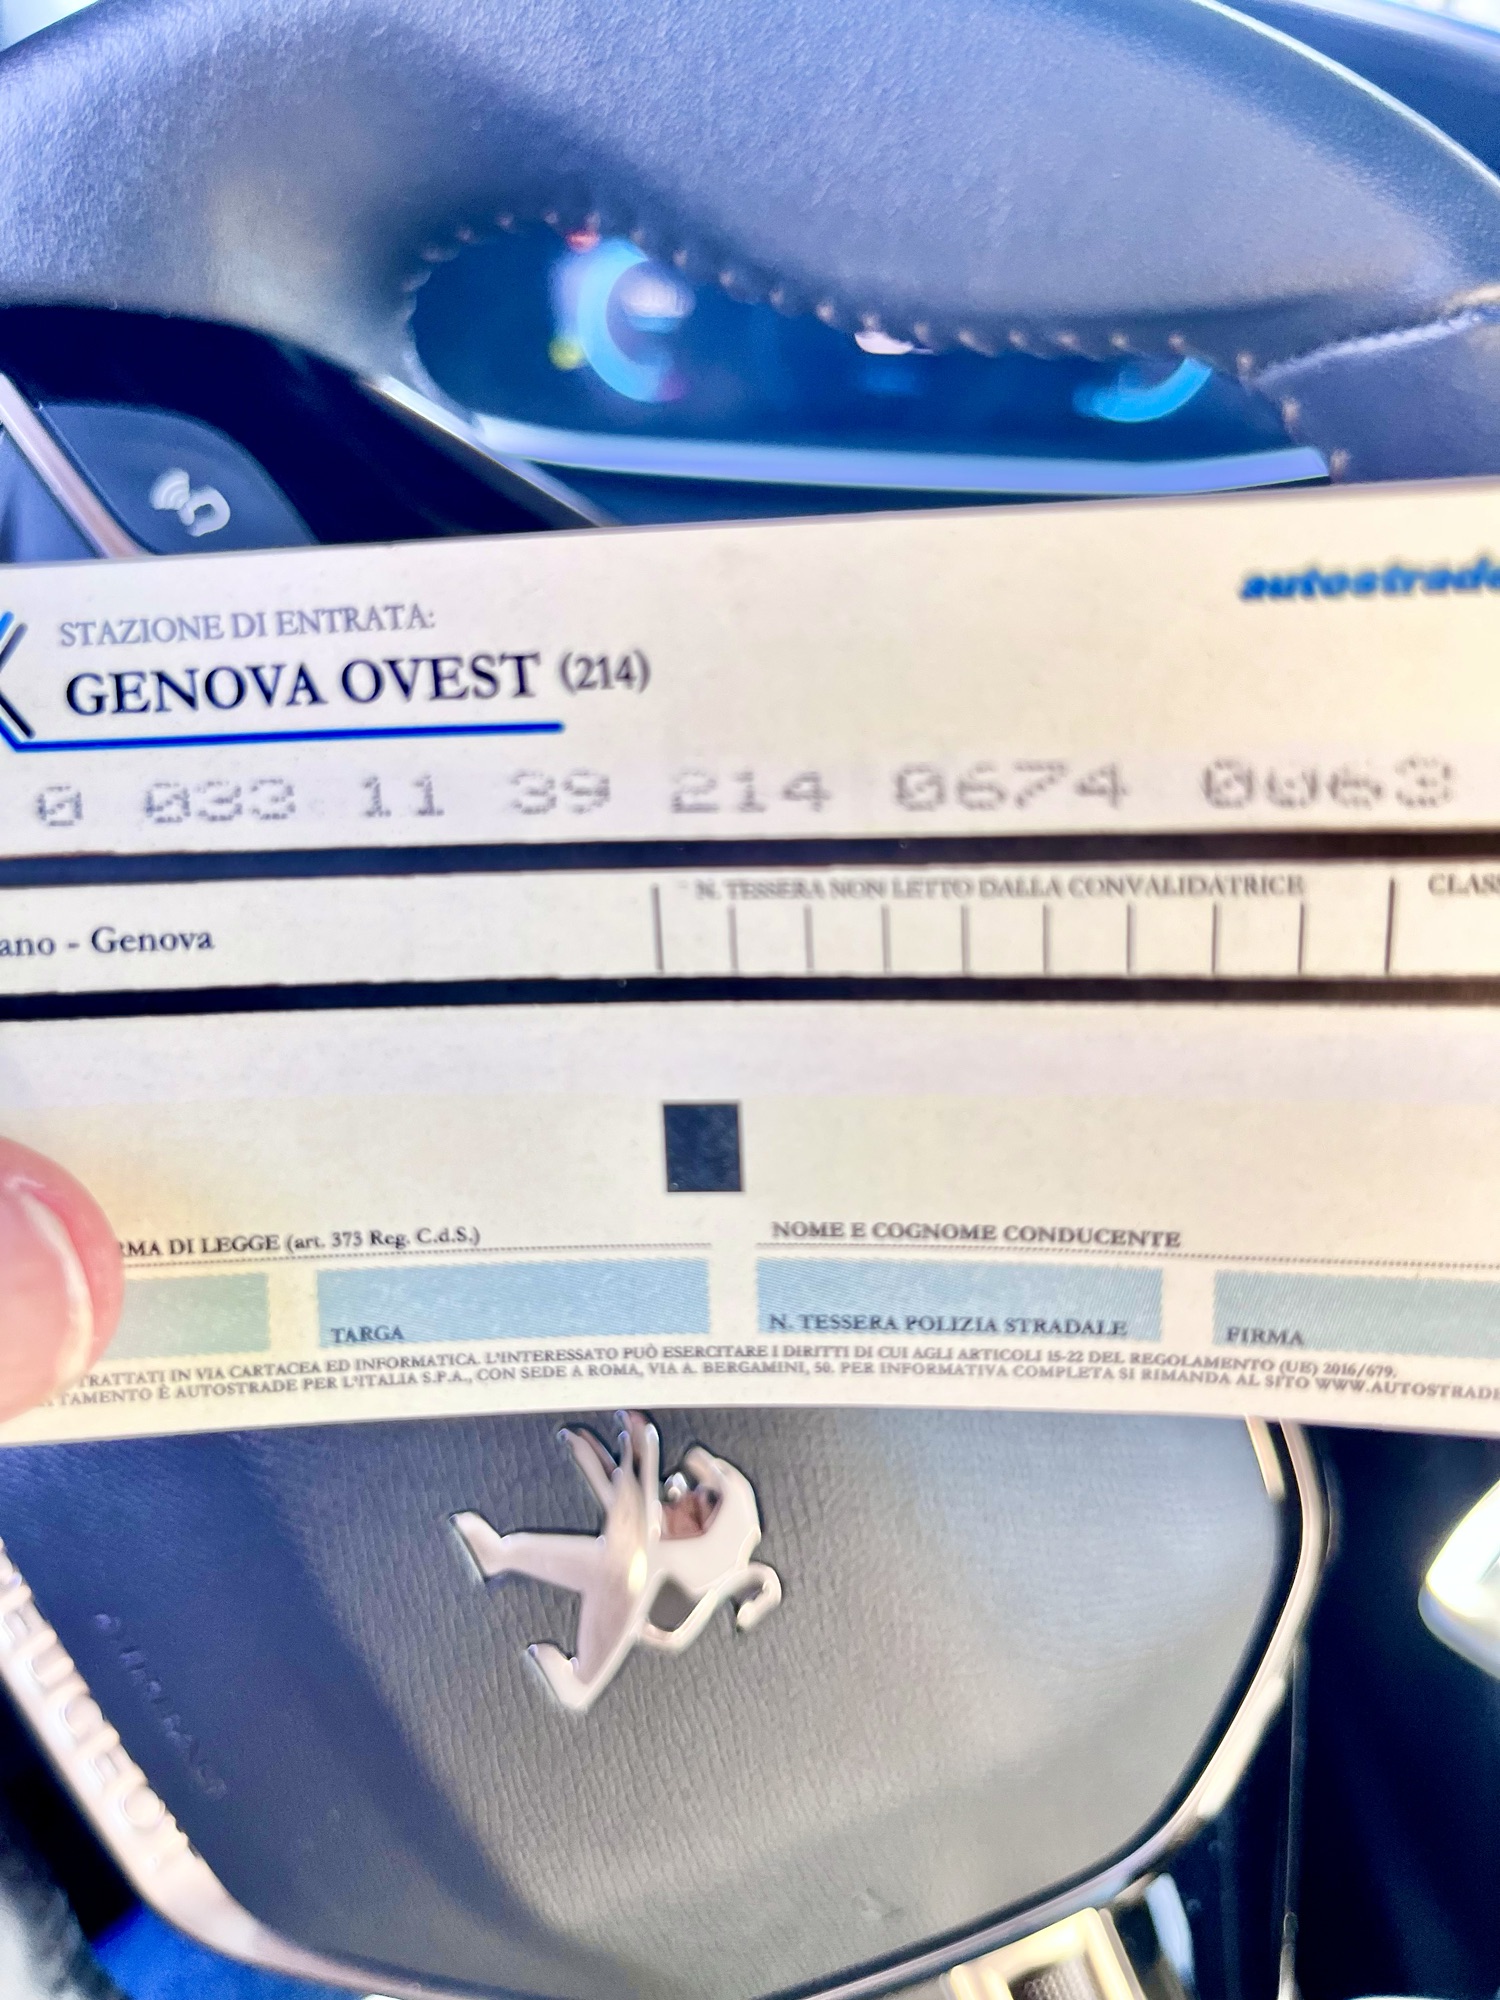 autostrade
STAZIONE DI ENTRATA:
GENOVA OVEST (214)
0 033 11 39 214 0674 0063
N. TESSERA NON LETTO DALLA CONVALIDATRICE
CLASS
ano - Genova
RMA DI LEGGE (art. 373 Reg. C.d.S.)
NOME E COGNOME CONDUCENTE
TARGA
N. TESSERA POLIZIA STRADALE
FIRMA
TRATTATI IN VIA CARTACEA ED INFORMATICA. L'INTERESSATO PUÒ ESERCITARE I DIRITTI DI CUI AGLI ARTICOLI 15-22 DEL REGOLAMENTO (UE) 2016/679.
TAMENTO È AUTOSTRADE PER L'ITALIA S.P.A., CON SEDE A ROMA, VIA A. BERGAMINI, 50. PER INFORMATIVA COMPLETA SI RIMANDA AL SITO WWW.AUTOSTRADE
PEUGEOT
AIRBAG